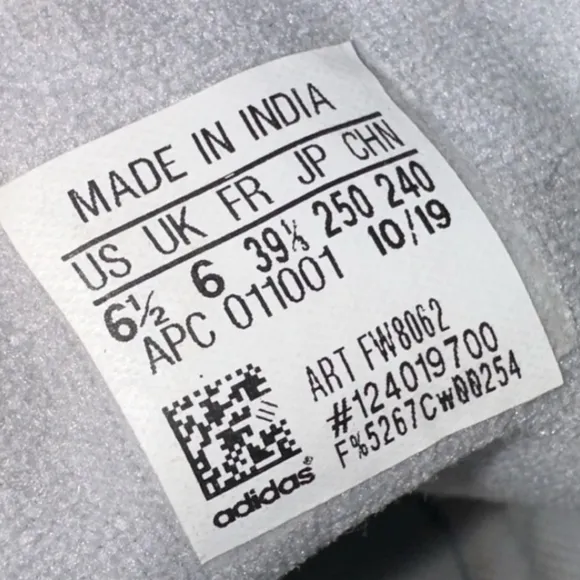 MADE IN INDIA
US UK FR JP CHN
6½ 6 39⅓ 250 240
APC 011001 10/19
ART FW8062
#124019700
F%5267CW00254
adidas®